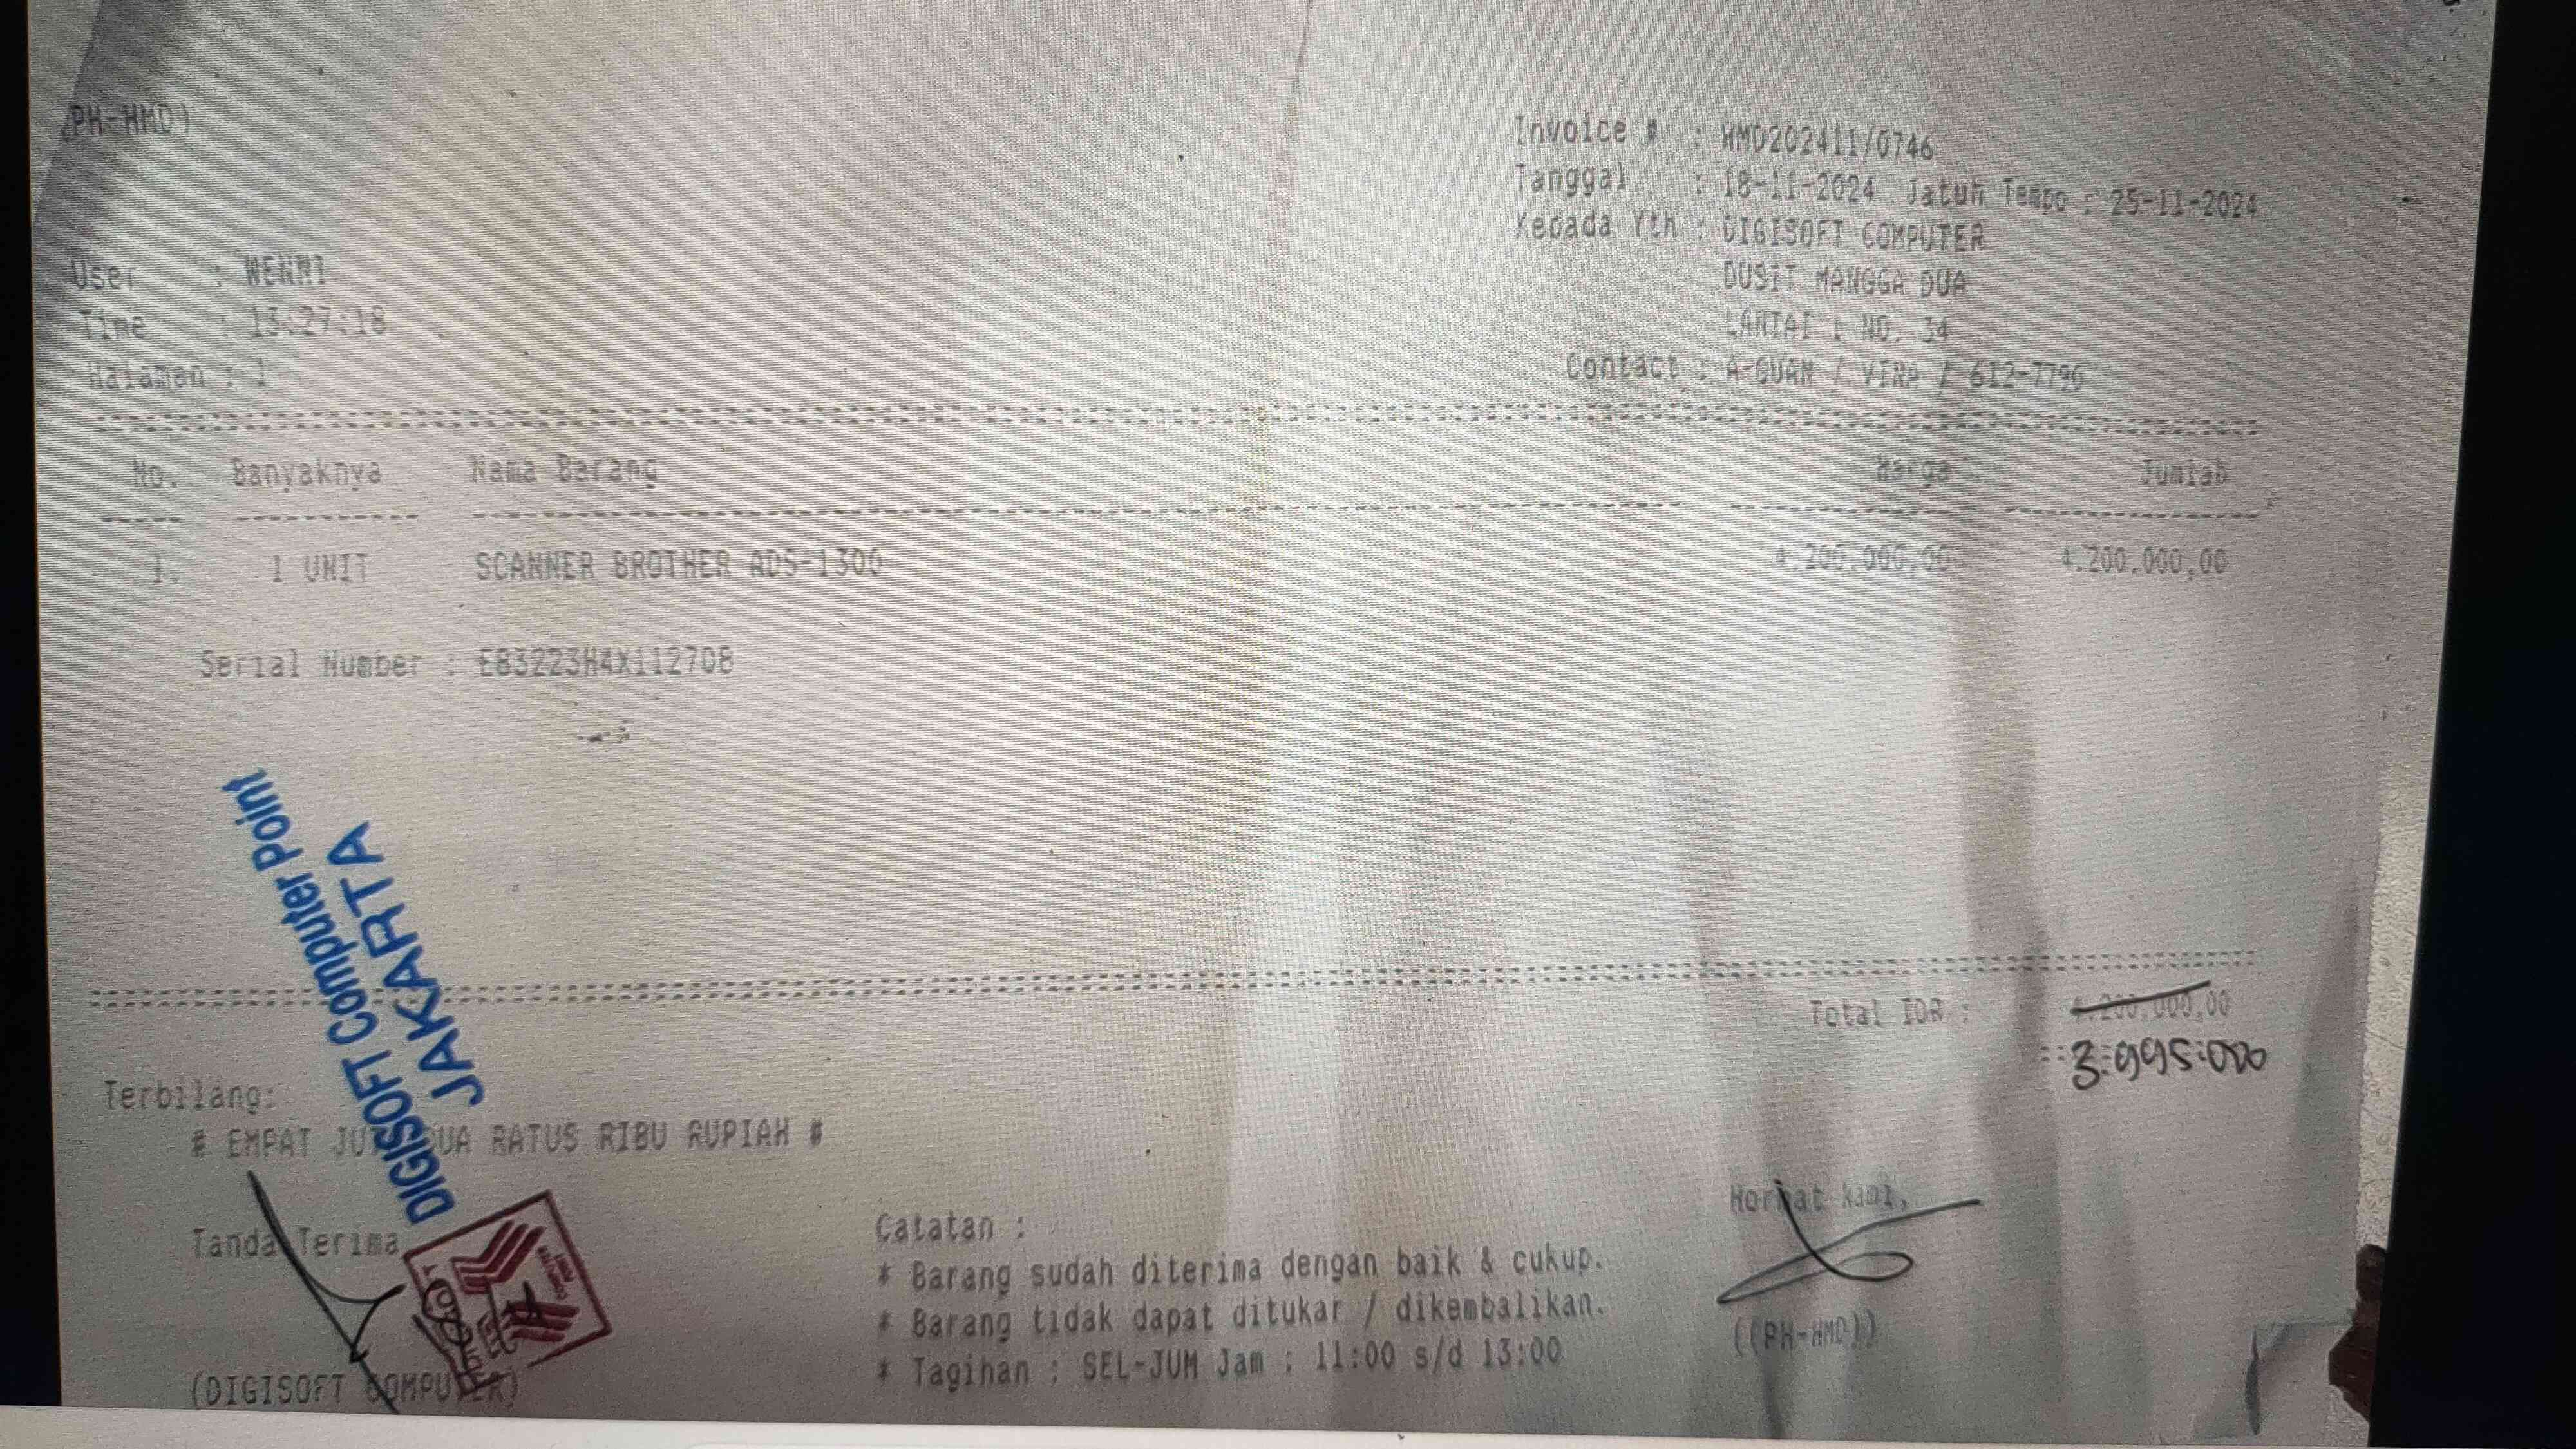 (PH-HMD)
Invoice # : HMD202411/0746
Tanggal : 18-11-2024 Jatuh Tempo : 25-11-2024
Kepada Yth : DIGISOFT COMPUTER
DUSIT MANGGA DUA
LANTAI 1 NO. 34
Contact : A-GUAN / VINA / 612-7790
User : WENNI
Time : 13:27:18
Halaman : 1
No. Banyaknya Nama Barang Harga Jumlah
1. 1 UNIT SCANNER BROTHER ADS-1300 4.200.000,00 4.200.000,00
Serial Number : E83223H4X112708
DIGISOFT Computer Point
JAKARTA
Total IDR : 4.200.000,00
3.995.000
Terbilang:
# EMPAT JUTA DUA RATUS RIBU RUPIAH #
Tanda Terima
(DIGISOFT COMPUTER)
Catatan :
* Barang sudah diterima dengan baik & cukup.
* Barang tidak dapat ditukar / dikembalikan.
* Tagihan : SEL-JUM Jam : 11:00 s/d 13:00
Hormat kami,
((PH-HMD))